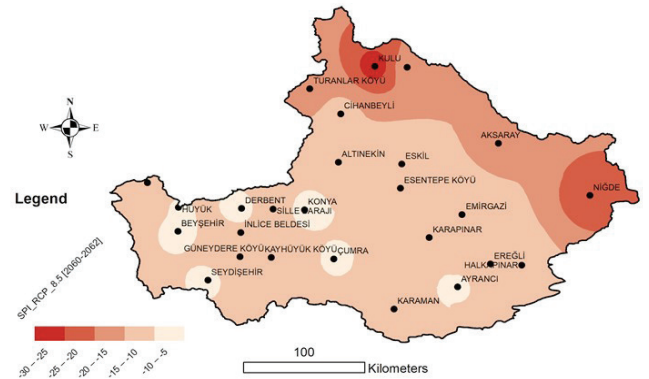 KULU
TURANLAR KÖYÜ
CİHANBEYLİ
AKSARAY
ALTINEKİN
ESKİL
ESENTEPE KÖYÜ
NİĞDE
N
W E
S
Legend
SPI_RCP_8.5 [2060-2062]
-30 - -25
-25 - -20
-20 - -15
-15 - -10
-10 - -5
HÜYÜK
DERBENT
KONYA
SİLLE BARAJI
EMİRGAZİ
BEYŞEHİR
İNLİCE BELDESİ
KARAPINAR
GÜNEYDERE KÖYÜ
KAYHÜYÜK KÖYÜ
ÇUMRA
EREĞLİ
HALKAPINAR
SEYDİŞEHİR
AYRANCI
KARAMAN
100
Kilometers